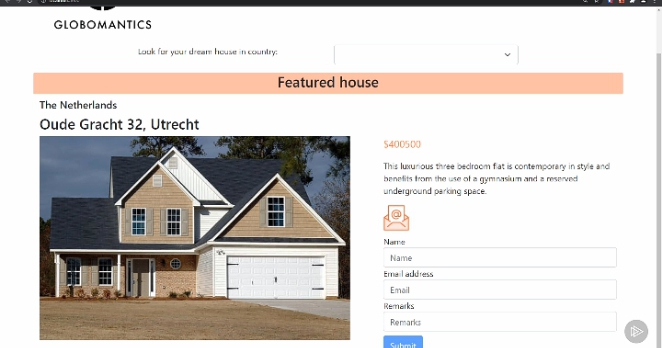 GLOBOMANTICS
Look for your dream house in country:
Featured house
The Netherlands
Oude Gracht 32, Utrecht
$400500
This luxurious three bedroom flat is contemporary in style and
benefits from the use of a gymnasium and a reserved
underground parking space.
@
Name
Name
Email address
Email
Remarks
Remarks
Submit